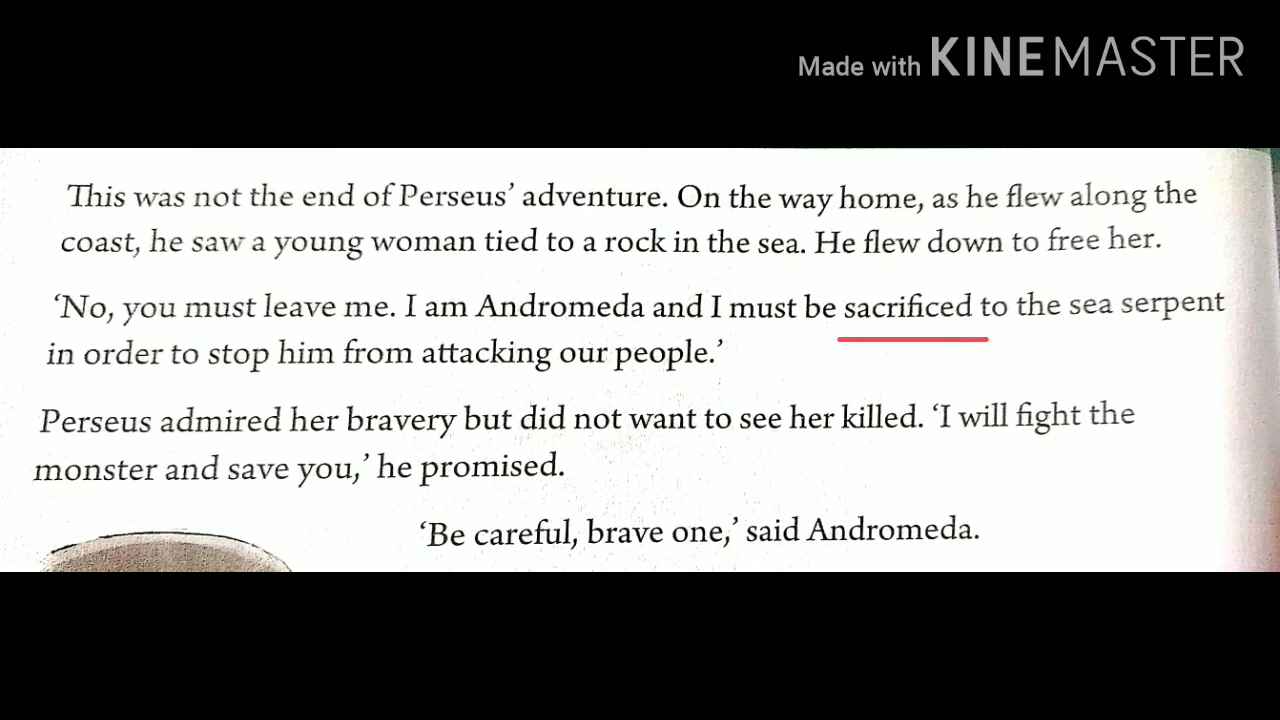 Made with KINEMASTER
This was not the end of Perseus’ adventure. On the way home, as he flew along the
coast, he saw a young woman tied to a rock in the sea. He flew down to free her.
‘No, you must leave me. I am Andromeda and I must be sacrificed to the sea serpent
in order to stop him from attacking our people.’
Perseus admired her bravery but did not want to see her killed. ‘I will fight the
monster and save you,’ he promised.
‘Be careful, brave one,’ said Andromeda.